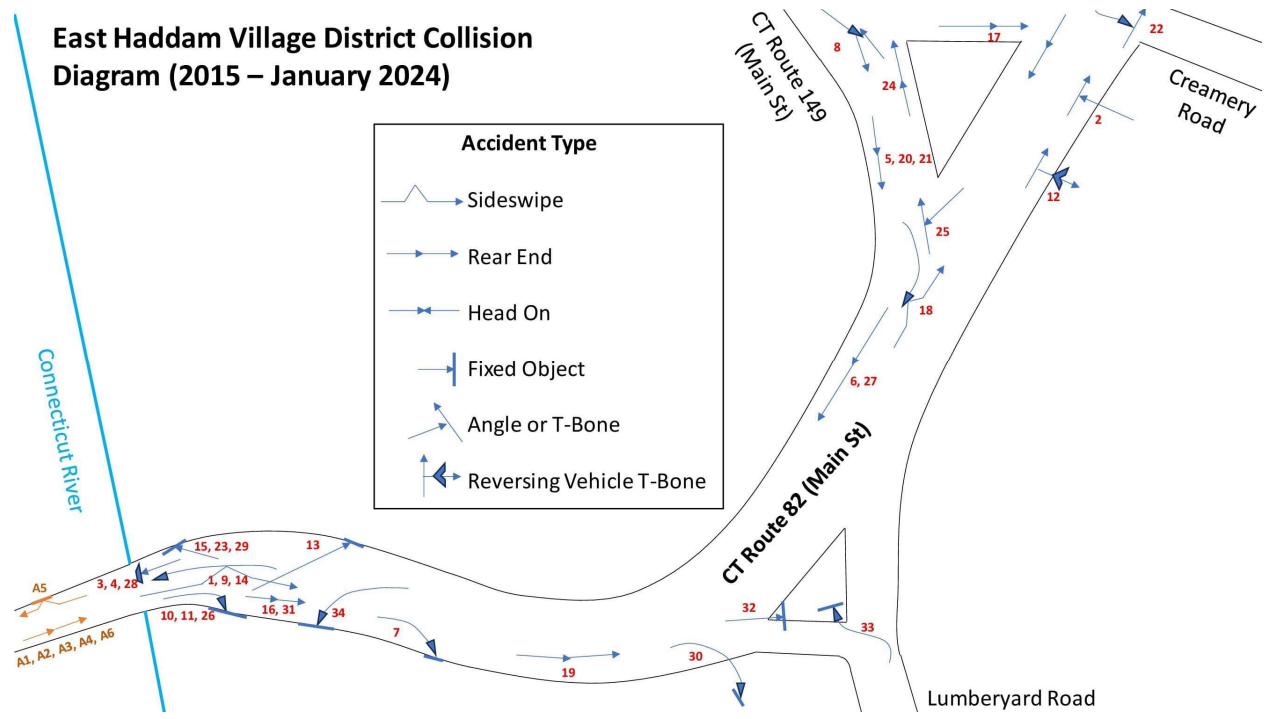 East Haddam Village District Collision
Diagram (2015 – January 2024)
CT Route 149
(Main St)
8
17
22
24
Creamery
Road
2
5, 20, 21
12
25
18
6, 27
Accident Type
Sideswipe
Rear End
Head On
Fixed Object
Angle or T-Bone
Reversing Vehicle T-Bone
Connecticut River
CT Route 82 (Main St)
15, 23, 29
13
3, 4, 28
1, 9, 14
A5
10, 11, 26
16, 31
34
7
32
33
A1, A2, A3, A4, A6
19
30
Lumberyard Road